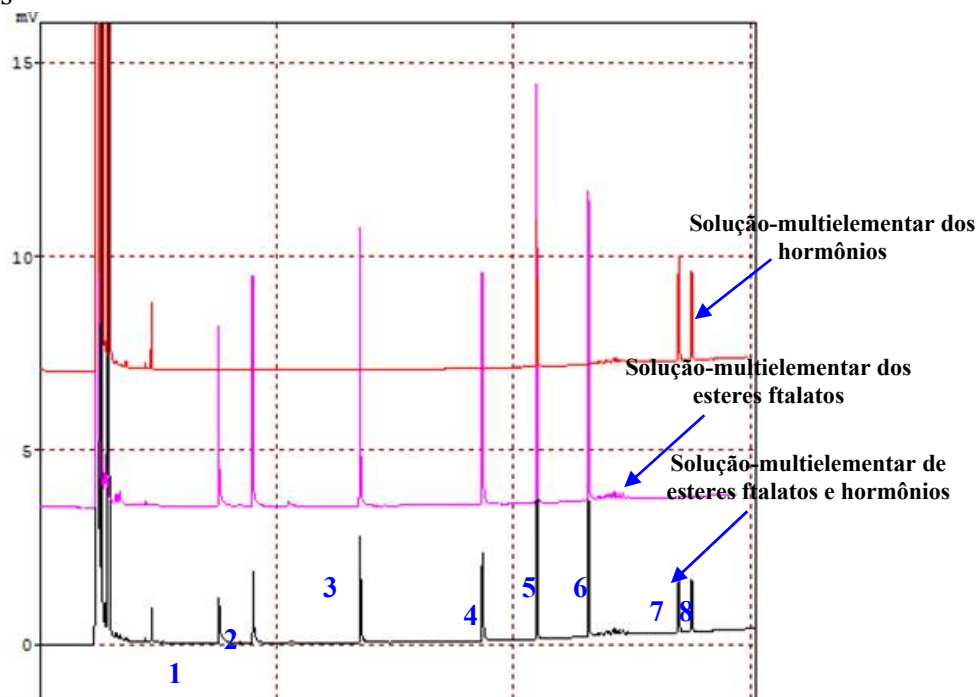 s
mV
15
10
5
0
Solução-multielementar dos
hormônios
Solução-multielementar dos
esteres ftalatos
Solução-multielementar de
esteres ftalatos e hormônios
1
2
3
4
5
6
7
8